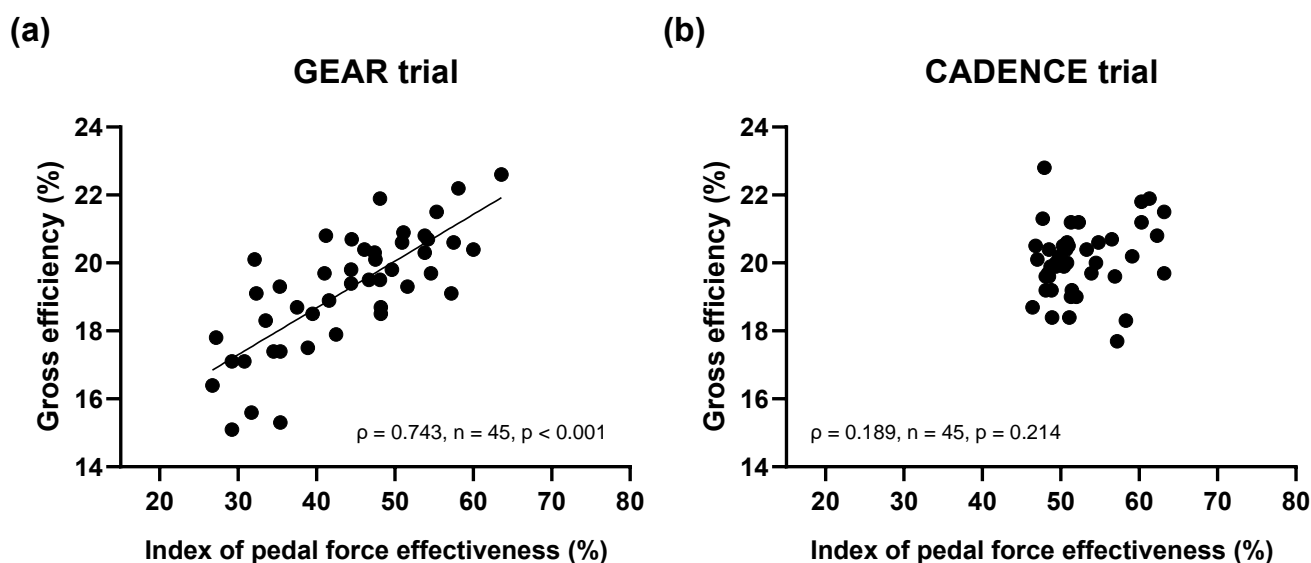 (a)
GEAR trial
Gross efficiency (%)
24
22
20
18
16
14
ρ = 0.743, n = 45, p < 0.001
20 30 40 50 60 70 80
Index of pedal force effectiveness (%)
(b)
CADENCE trial
Gross efficiency (%)
24
22
20
18
16
14
ρ = 0.189, n = 45, p = 0.214
20 30 40 50 60 70 80
Index of pedal force effectiveness (%)